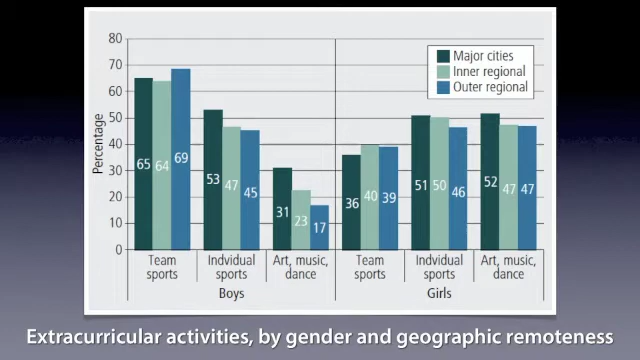 80
70
60
50
40
30
20
10
0
Percentage
Major cities
Inner regional
Outer regional
65 64 69
53 47 45
31 23 17
36 40 39
51 50 46
52 47 47
Team
sports
Indvidual
sports
Art, music,
dance
Team
sports
Indvidual
sports
Art, music,
dance
Boys
Girls
Extracurricular activities, by gender and geographic remoteness